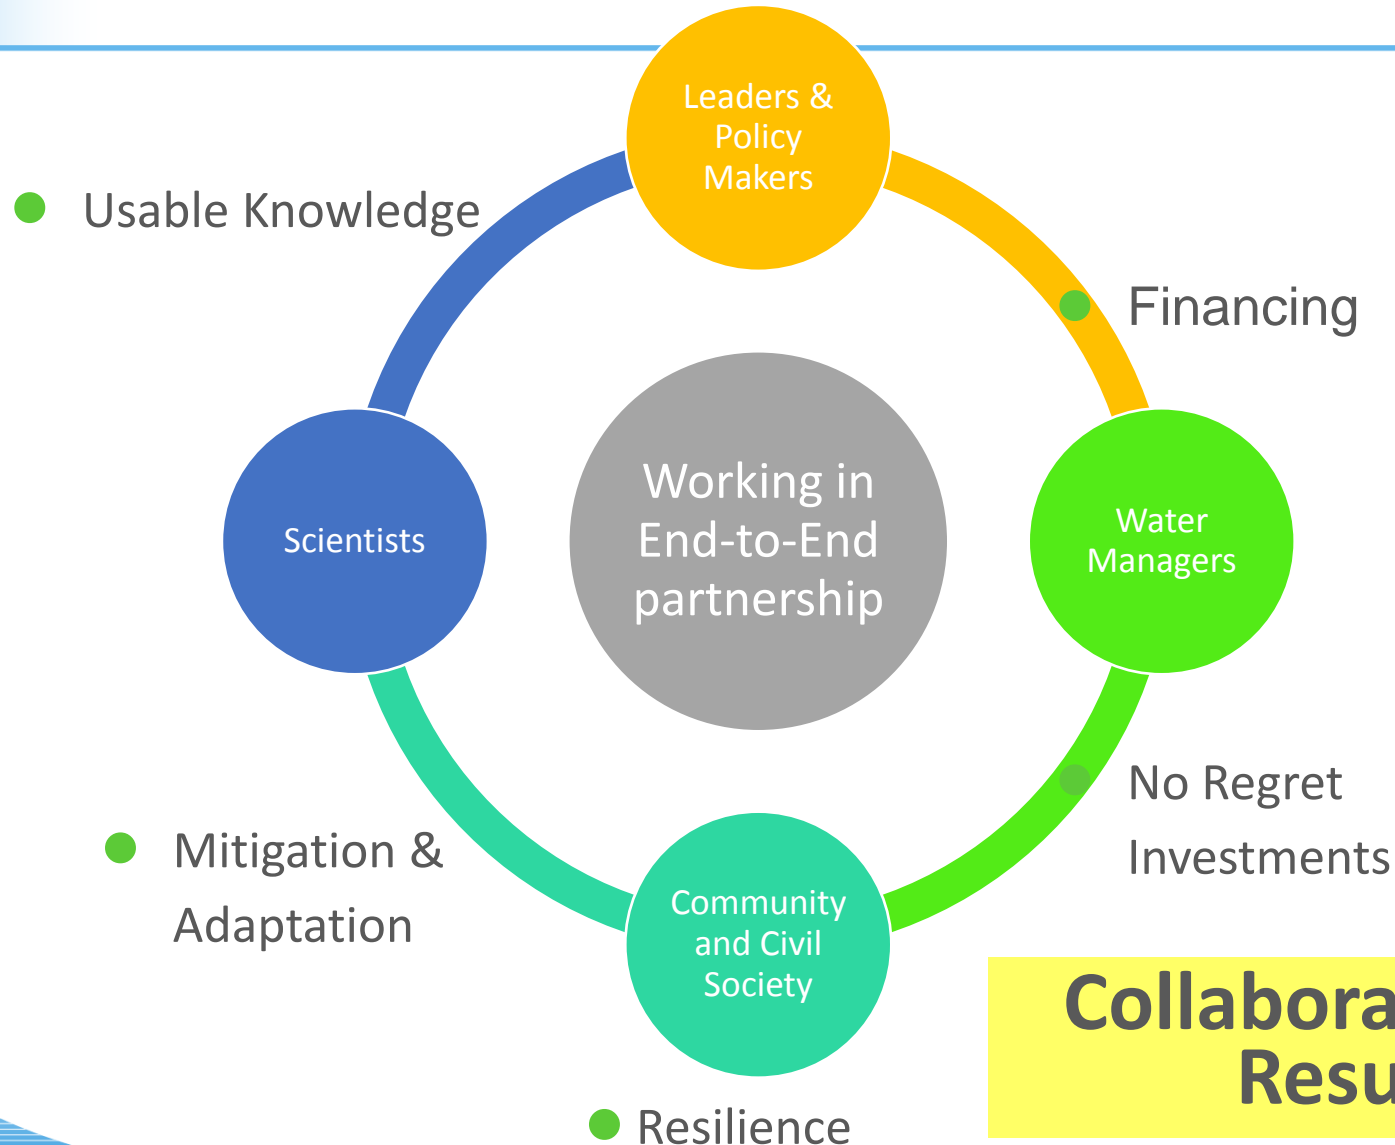 Leaders &
Policy
Makers
Usable Knowledge
Financing
Working in
End-to-End
partnership
Scientists
Water
Managers
No Regret
Investments
Mitigation &
Adaptation
Community
and Civil
Society
Resilience